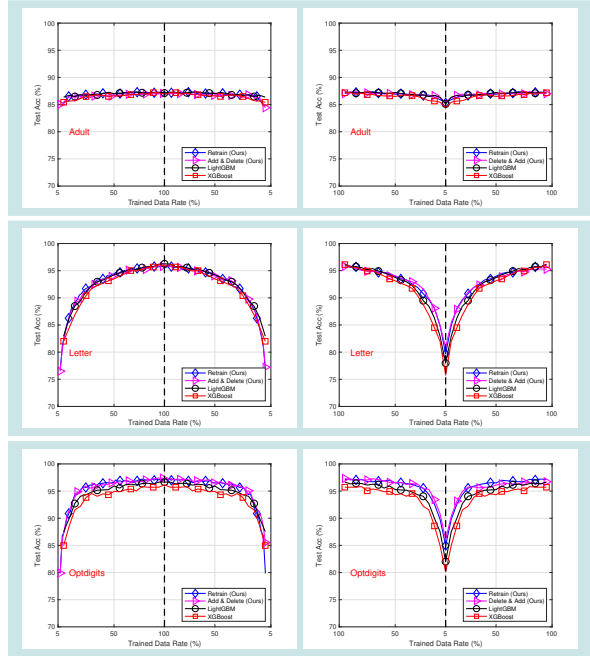 100
95
90
85
80
75
70
Test Acc (%)
Adult
Retrain (Ours)
Add & Delete (Ours)
LightGBM
XGBoost
5 50 100 50 5
Trained Data Rate (%)
100
95
90
85
80
75
70
Test Acc (%)
Adult
Retrain (Ours)
Delete & Add (Ours)
LightGBM
XGBoost
100 50 5 50 100
Trained Data Rate (%)
100
95
90
85
80
75
70
Test Acc (%)
Letter
Retrain (Ours)
Add & Delete (Ours)
LightGBM
XGBoost
5 50 100 50 5
Trained Data Rate (%)
100
95
90
85
80
75
70
Test Acc (%)
Letter
Retrain (Ours)
Delete & Add (Ours)
LightGBM
XGBoost
100 50 5 50 100
Trained Data Rate (%)
100
95
90
85
80
75
70
Test Acc (%)
Optdigits
Retrain (Ours)
Add & Delete (Ours)
LightGBM
XGBoost
5 50 100 50 5
Trained Data Rate (%)
100
95
90
85
80
75
70
Test Acc (%)
Optdigits
Retrain (Ours)
Delete & Add (Ours)
LightGBM
XGBoost
100 50 5 50 100
Trained Data Rate (%)